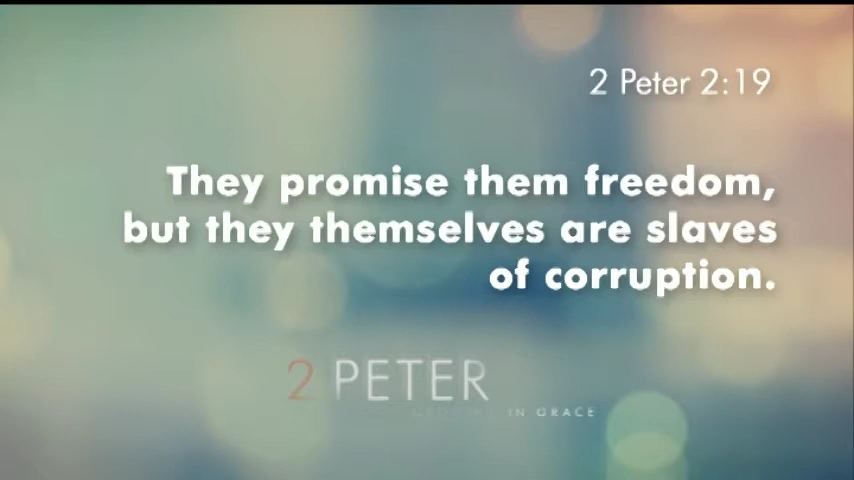 2 Peter 2:19
They promise them freedom,
but they themselves are slaves
of corruption.
2 PETER
IN GRACE